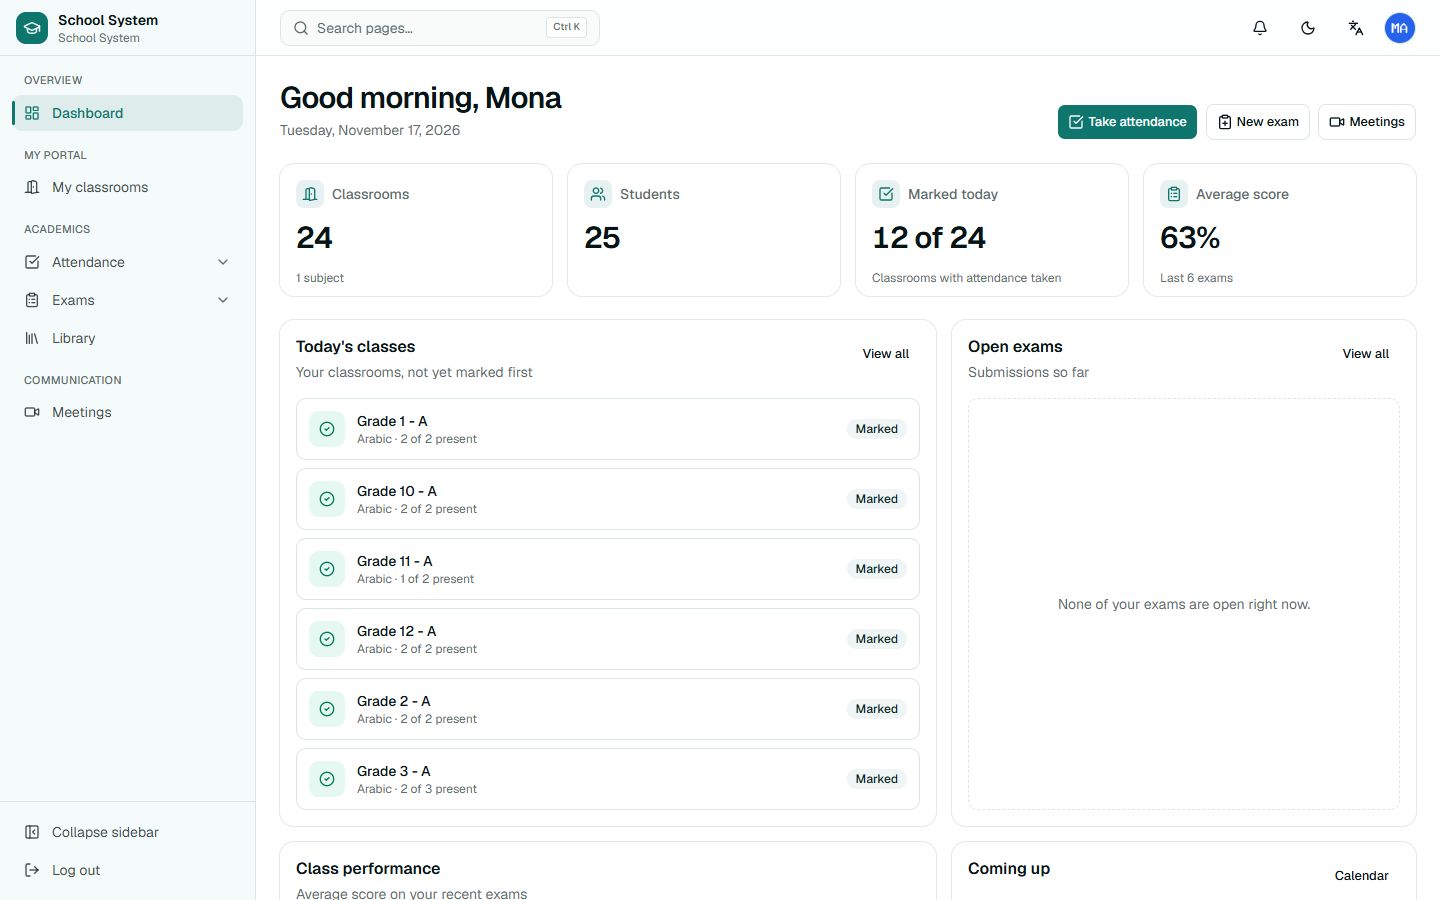 School System
School System
Search pages...
Ctrl K
MA
OVERVIEW
Dashboard
MY PORTAL
My classrooms
ACADEMICS
Attendance
Exams
Library
COMMUNICATION
Meetings
Collapse sidebar
Log out
Good morning, Mona
Tuesday, November 17, 2026
Take attendance
New exam
Meetings
Classrooms
24
1 subject
Students
25
Marked today
12 of 24
Classrooms with attendance taken
Average score
63%
Last 6 exams
Today's classes
Your classrooms, not yet marked first
View all
Grade 1 - A
Arabic · 2 of 2 present
Marked
Grade 10 - A
Arabic · 2 of 2 present
Marked
Grade 11 - A
Arabic · 1 of 2 present
Marked
Grade 12 - A
Arabic · 2 of 2 present
Marked
Grade 2 - A
Arabic · 2 of 2 present
Marked
Grade 3 - A
Arabic · 2 of 3 present
Marked
Open exams
Submissions so far
View all
None of your exams are open right now.
Class performance
Average score on your recent exams
Coming up
Calendar